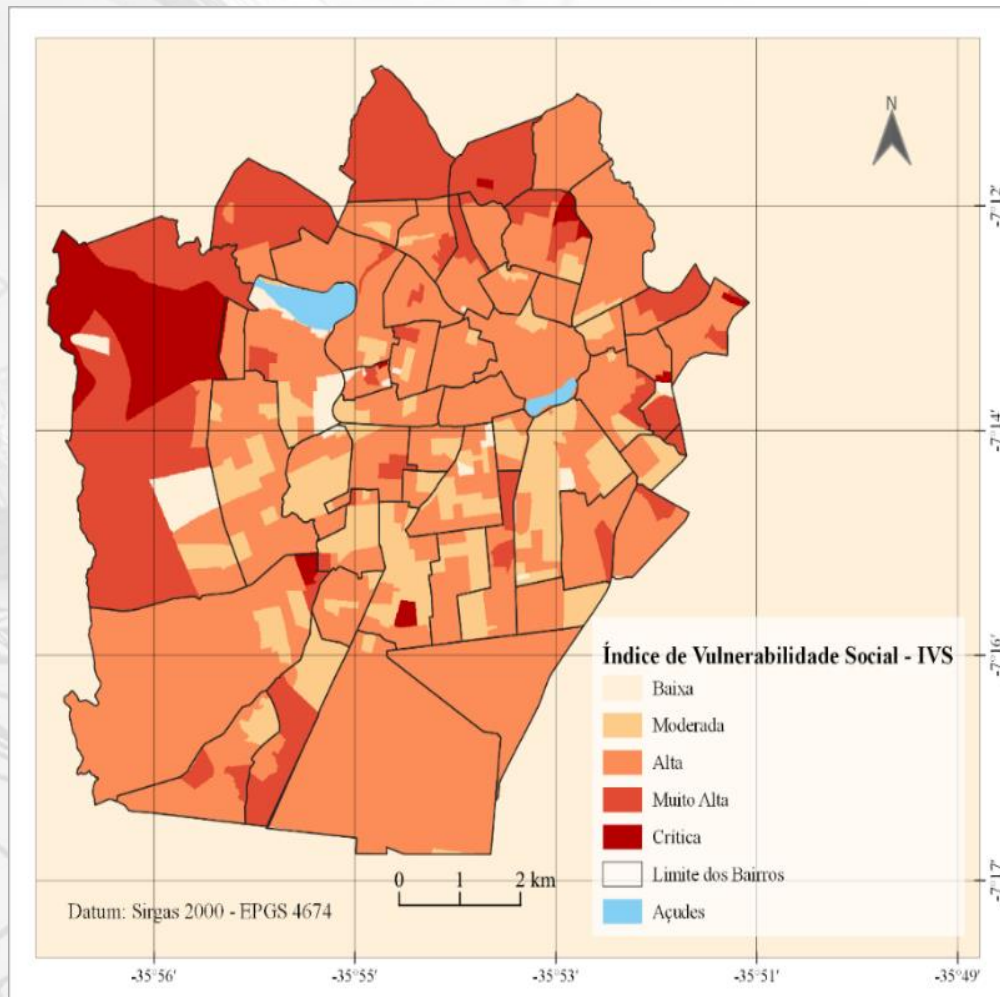 N
-7°12'
-7°14'
-7°16'
-7°17'
Índice de Vulnerabilidade Social - IVS
Baixa
Moderada
Alta
Muito Alta
Crítica
Limite dos Bairros
Açudes
0 1 2 km
Datum: Sirgas 2000 - EPGS 4674
-35°56' -35°55' -35°53' -35°51' -35°49'